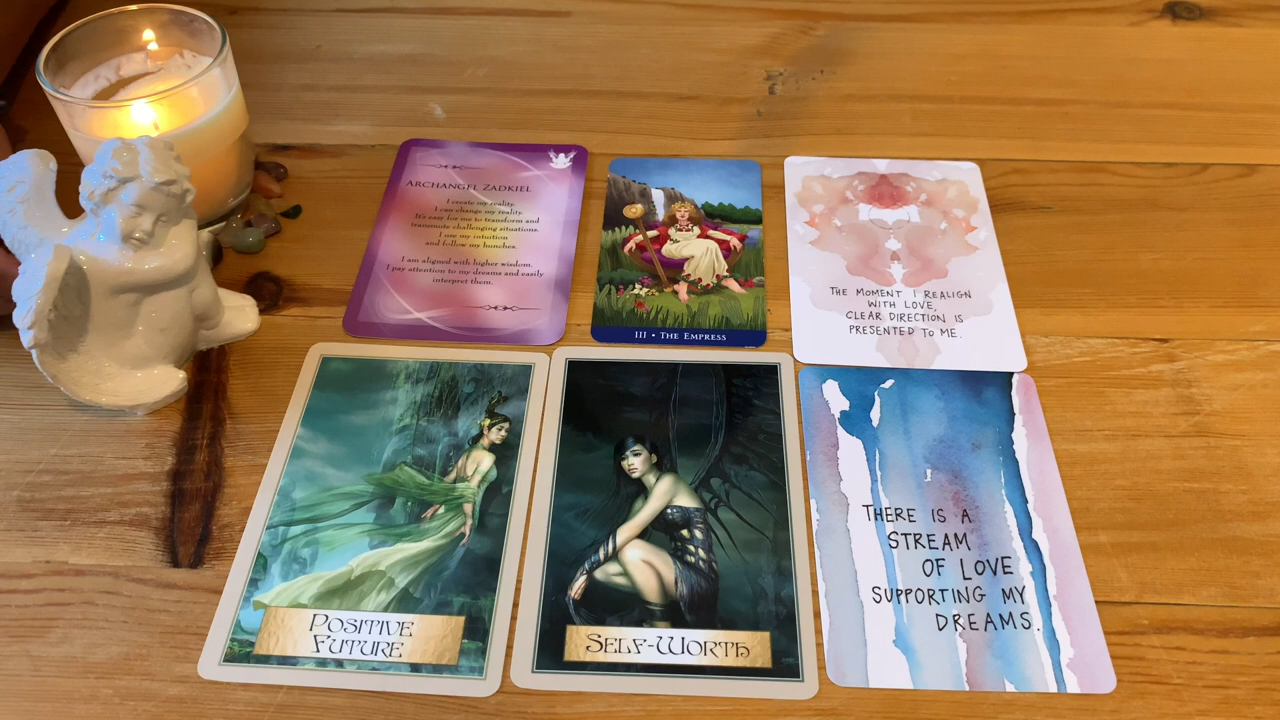 ARCHANGEL ZADKIEL
I create my reality.
I can change my reality.
It's easy for me to transform and
transmute challenging situations.
I use my intuition
and follow my hunches.
I am aligned with higher wisdom.
I pay attention to my dreams and easily
interpret them.
III • THE EMPRESS
THE MOMENT I REALIGN
WITH LOVE,
CLEAR DIRECTION IS
PRESENTED TO ME.
POSITIVE
FUTURE
SELF-WORTH
THERE IS A
STREAM
OF LOVE
SUPPORTING MY
DREAMS.